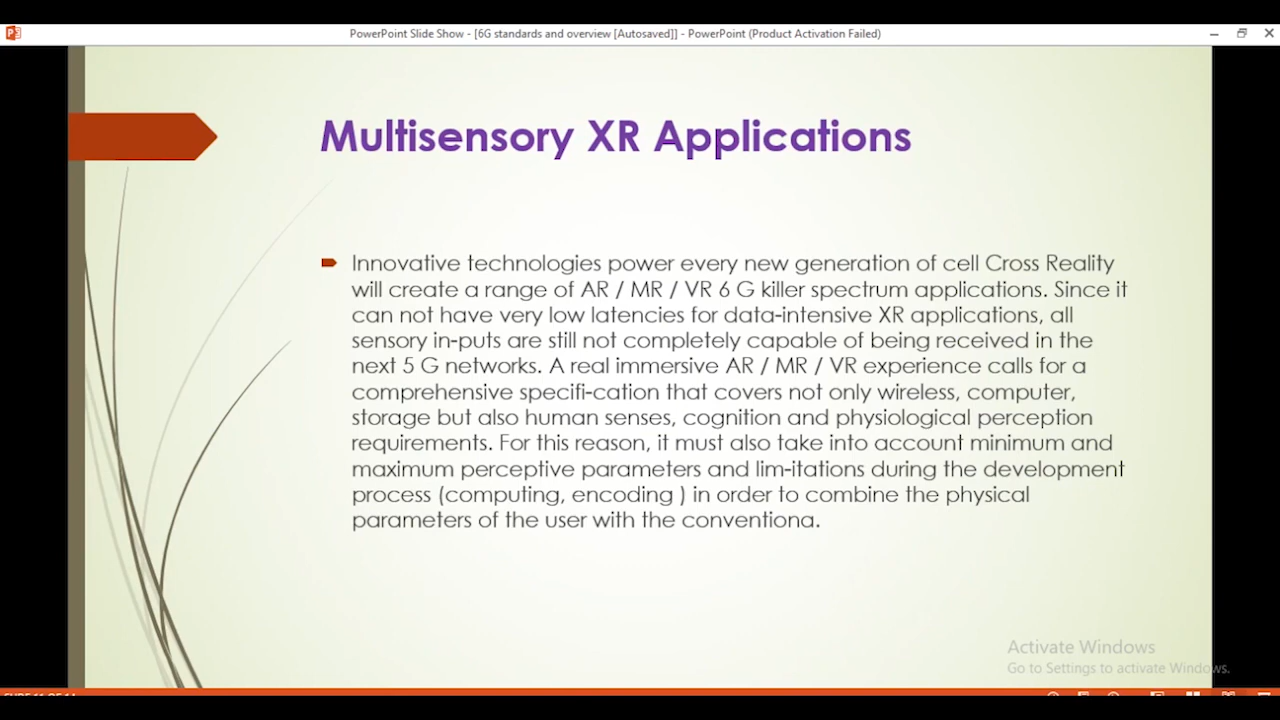 PowerPoint Slide Show - [6G standards and overview [Autosaved]] - PowerPoint (Product Activation Failed)
Multisensory XR Applications
Innovative technologies power every new generation of cell Cross Reality
will create a range of AR / MR / VR 6 G killer spectrum applications. Since it
can not have very low latencies for data-intensive XR applications, all
sensory in-puts are still not completely capable of being received in the
next 5 G networks. A real immersive AR / MR / VR experience calls for a
comprehensive specifi-cation that covers not only wireless, computer,
storage but also human senses, cognition and physiological perception
requirements. For this reason, it must also take into account minimum and
maximum perceptive parameters and lim-itations during the development
process (computing, encoding ) in order to combine the physical
parameters of the user with the conventiona.
Activate Windows
Go to Settings to activate Windows.